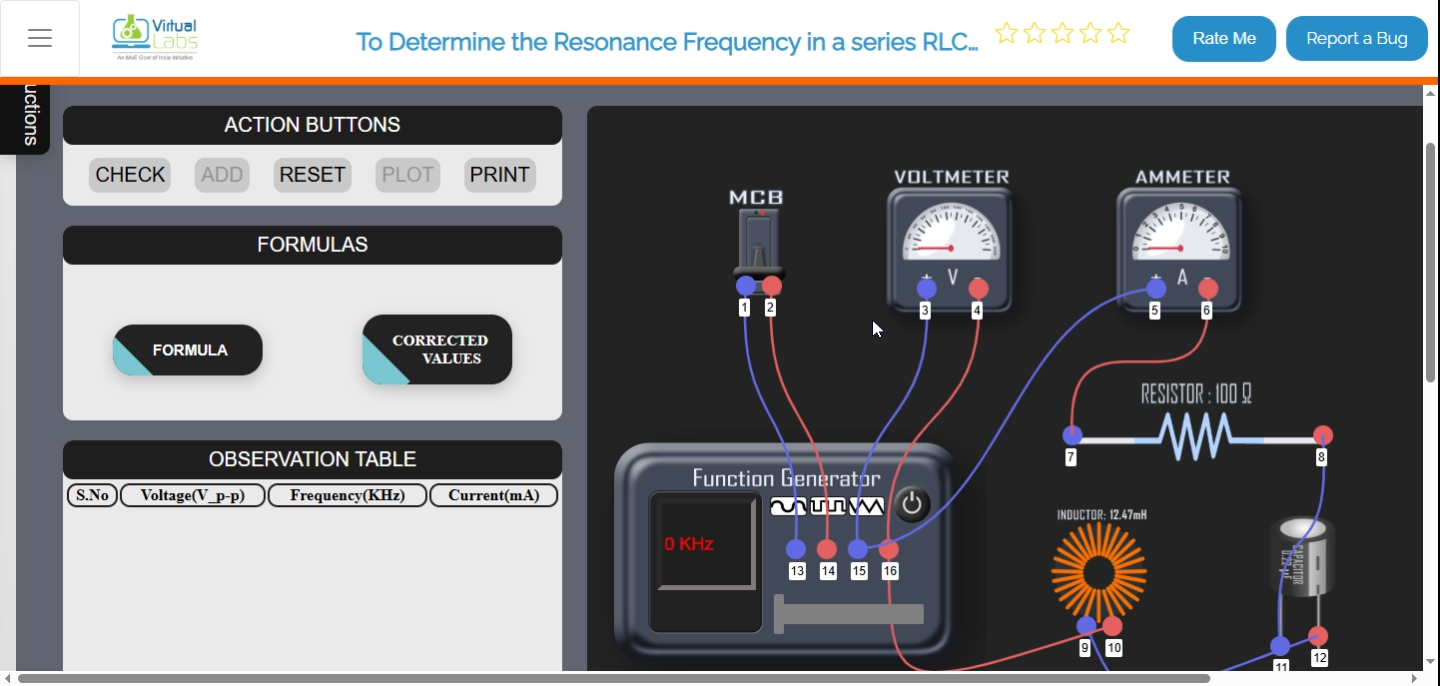 Virtual
Labs
An MoE Govt of India Initiative
To Determine the Resonance Frequency in a series RLC...
Rate Me
Report a Bug
uctions
ACTION BUTTONS
CHECK
ADD
RESET
PLOT
PRINT
FORMULAS
FORMULA
CORRECTED
VALUES
OBSERVATION TABLE
S.No
Voltage(V_p-p)
Frequency(KHz)
Current(mA)
MCB
VOLTMETER
AMMETER
+ V -
+ A -
1
2
3
4
5
6
RESISTOR : 100 Ω
7
8
Function Generator
0 KHz
13
14
15
16
INDUCTOR: 12.47mH
CAPACITOR
9
10
11
12